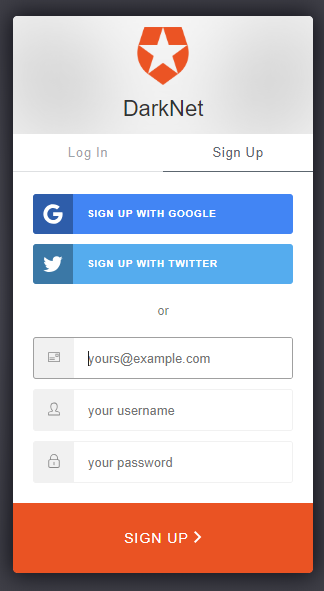 DarkNet
Log In Sign Up
SIGN UP WITH GOOGLE
SIGN UP WITH TWITTER
or
yours@example.com
your username
your password
SIGN UP